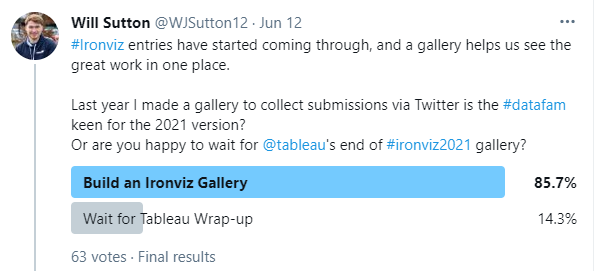 Will Sutton @WJSutton12 · Jun 12
#Ironviz entries have started coming through, and a gallery helps us see the
great work in one place.
Last year I made a gallery to collect submissions via Twitter is the #datafam
keen for the 2021 version?
Or are you happy to wait for @tableau's end of #ironviz2021 gallery?
Build an Ironviz Gallery 85.7%
Wait for Tableau Wrap-up 14.3%
63 votes · Final results